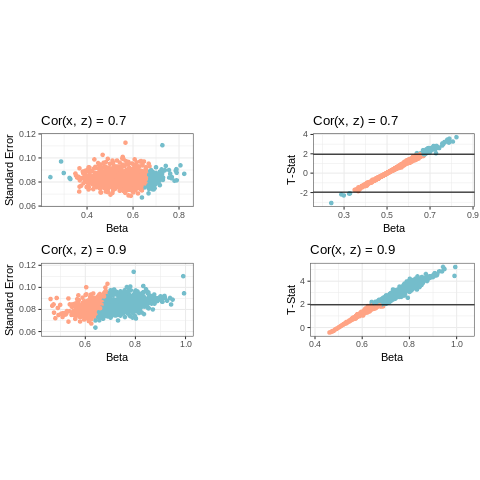 Cor(x, z) = 0.7
Standard Error
0.12
0.10
0.08
0.06
0.4
0.6
0.8
Beta
Cor(x, z) = 0.7
T-Stat
4
2
0
-2
0.3
0.5
0.7
0.9
Beta
Cor(x, z) = 0.9
Standard Error
0.12
0.10
0.08
0.06
0.6
0.8
1.0
Beta
Cor(x, z) = 0.9
T-Stat
4
2
0
0.4
0.6
0.8
1.0
Beta